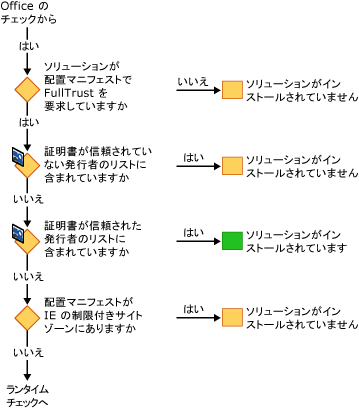 Office の
チェックから
はい
ソリューションが
配置マニフェストで
FullTrust を
要求していますか
いいえ
ソリューションがイン
ストールされていません
はい
証明書が信頼されてい
ない発行者のリストに
含まれていますか
はい
ソリューションがイン
ストールされていません
いいえ
証明書が信頼された
発行者のリストに
含まれていますか
はい
ソリューションがイン
ストールされています
いいえ
配置マニフェストが
IE の制限付きサイト
ゾーンにありますか
はい
ソリューションがイン
ストールされていません
いいえ
ランタイム
チェックへ